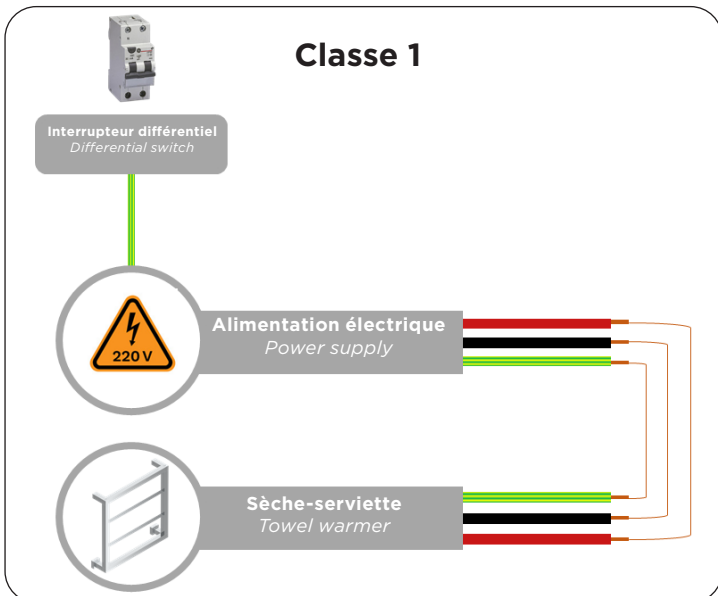 Classe 1
Interrupteur différentiel
Differential switch
220 V
Alimentation électrique
Power supply
Sèche-serviette
Towel warmer